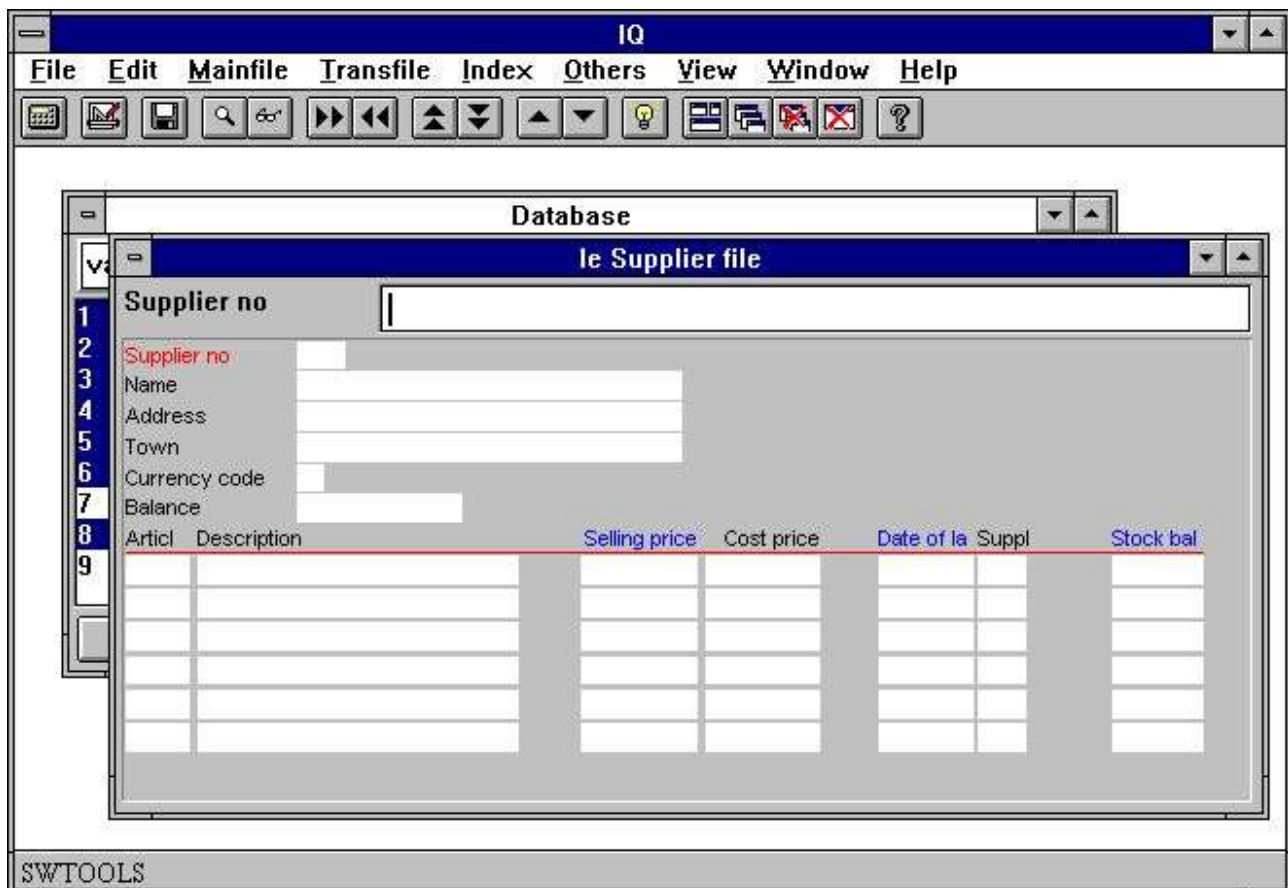 IQ
File Edit Mainfile Transfile Index Others View Window Help
Database
va
le Supplier file
Supplier no
1
2
3
4
5
6
7
8
9
Supplier no
Name
Address
Town
Currency code
Balance
Articl Description Selling price Cost price Date of la Suppl Stock bal
SWTOOLS